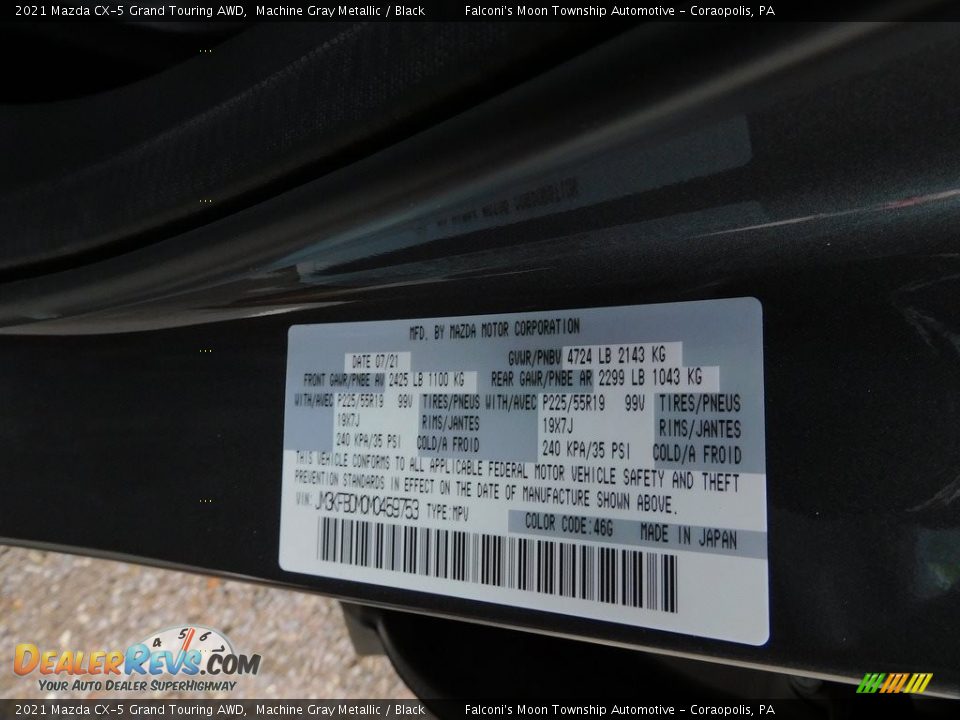 2021 Mazda CX-5 Grand Touring AWD, Machine Gray Metallic / Black Falconi's Moon Township Automotive - Coraopolis, PA
MFD. BY MAZDA MOTOR CORPORATION
DATE 07/21 GVWR/PNBV 4724 LB 2143 KG
FRONT GAWR/PNBE AV 2425 LB 1100 KG REAR GAWR/PNBE AR 2299 LB 1043 KG
WITH/AVEC P225/55R19 99V TIRES/PNEUS WITH/AVEC P225/55R19 99V TIRES/PNEUS
19X7J RIMS/JANTES 19X7J RIMS/JANTES
240 KPA/35 PSI COLD/A FROID 240 KPA/35 PSI COLD/A FROID
THIS VEHICLE CONFORMS TO ALL APPLICABLE FEDERAL MOTOR VEHICLE SAFETY AND THEFT
PREVENTION STANDARDS IN EFFECT ON THE DATE OF MANUFACTURE SHOWN ABOVE.
VIN: JM3KFBDM0M0459753 TYPE:MPV
COLOR CODE:46G MADE IN JAPAN
4 5 6
DEALERREVS.COM
YOUR AUTO DEALER SUPERHIGHWAY
2021 Mazda CX-5 Grand Touring AWD, Machine Gray Metallic / Black Falconi's Moon Township Automotive - Coraopolis, PA